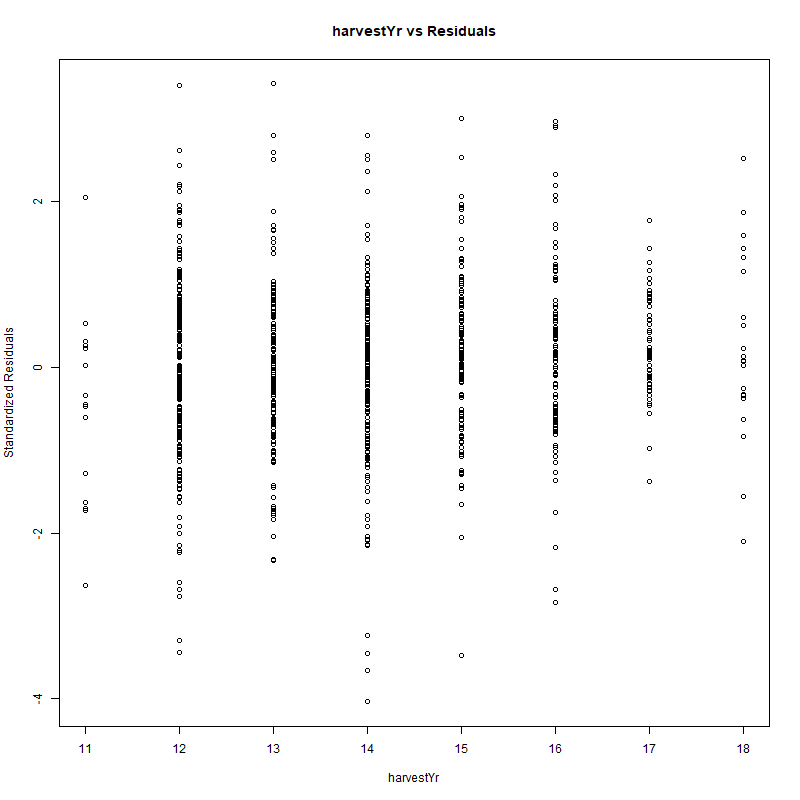 harvestYr vs Residuals
Standardized Residuals
2
0
-2
-4
11 12 13 14 15 16 17 18
harvestYr